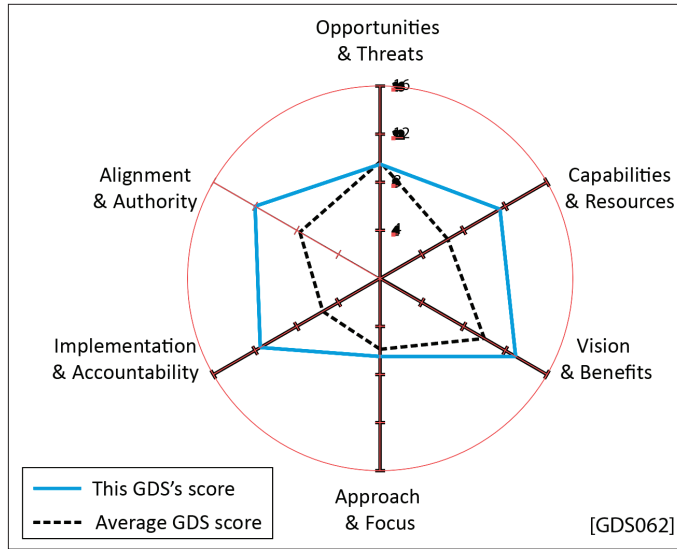 Opportunities
& Threats
16
12
8
4
Alignment
& Authority
Capabilities
& Resources
Implementation
& Accountability
Vision
& Benefits
Approach
& Focus
This GDS's score
Average GDS score
[GDS062]